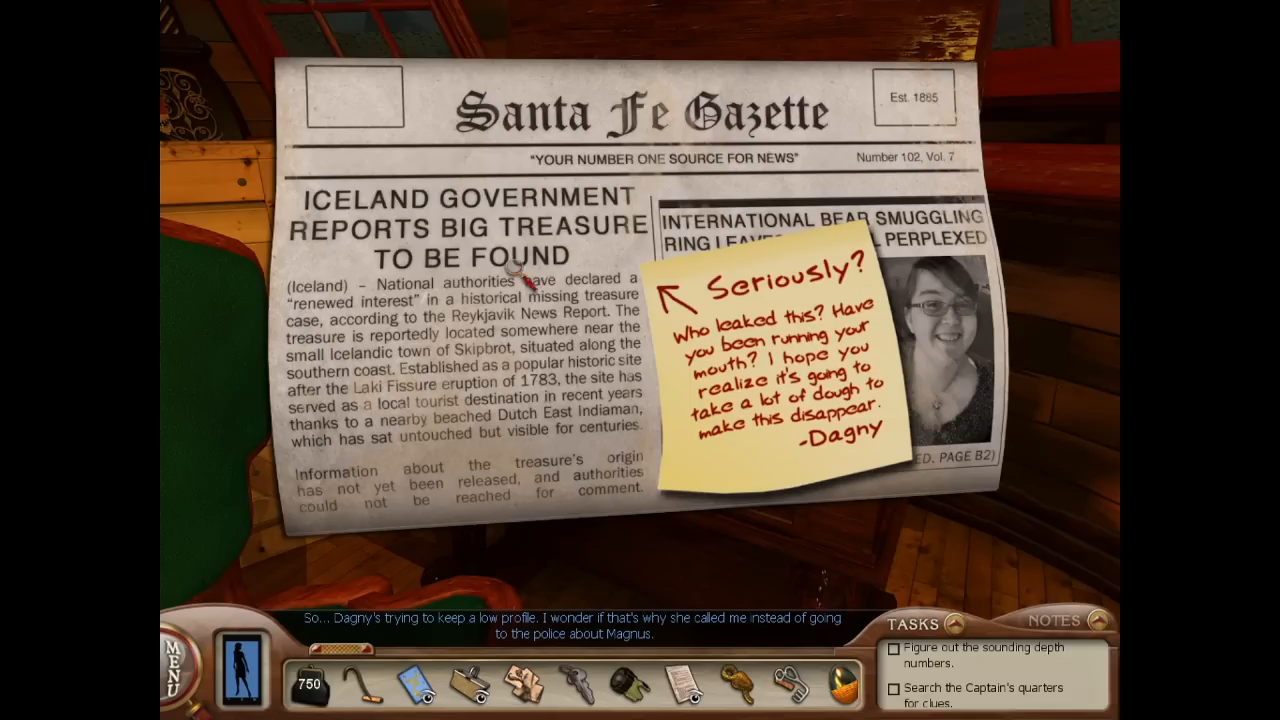 Santa Fe Gazette
Est. 1885
"YOUR NUMBER ONE SOURCE FOR NEWS"
Number 102, Vol. 7
ICELAND GOVERNMENT
REPORTS BIG TREASURE
TO BE FOUND
(Iceland) – National authorities have declared a
"renewed interest" in a historical missing treasure
case, according to the Reykjavik News Report. The
treasure is reportedly located somewhere near the
small Icelandic town of Skipbrot, situated along the
southern coast. Established as a popular historic site
after the Laki Fissure eruption of 1783, the site has
served as a local tourist destination in recent years
thanks to a nearby beached Dutch East Indiaman,
which has sat untouched but visible for centuries.
Information about the treasure's origin
has not yet been released, and authorities
could not be reached for comment.
INTERNATIONAL BEAR SMUGGLING
RING PERPLEXED
Seriously?
Who leaked this? Have
you been running your
mouth? I hope you
realize it's going to
take a lot of dough to
make this disappear.
-Dagny
PAGE B2)
So... Dagny's trying to keep a low profile. I wonder if that's why she called me instead of going
to the police about Magnus.
MENU
750
TASKS
NOTES
Figure out the sounding depth
numbers.
Search the Captain's quarters
for clues.